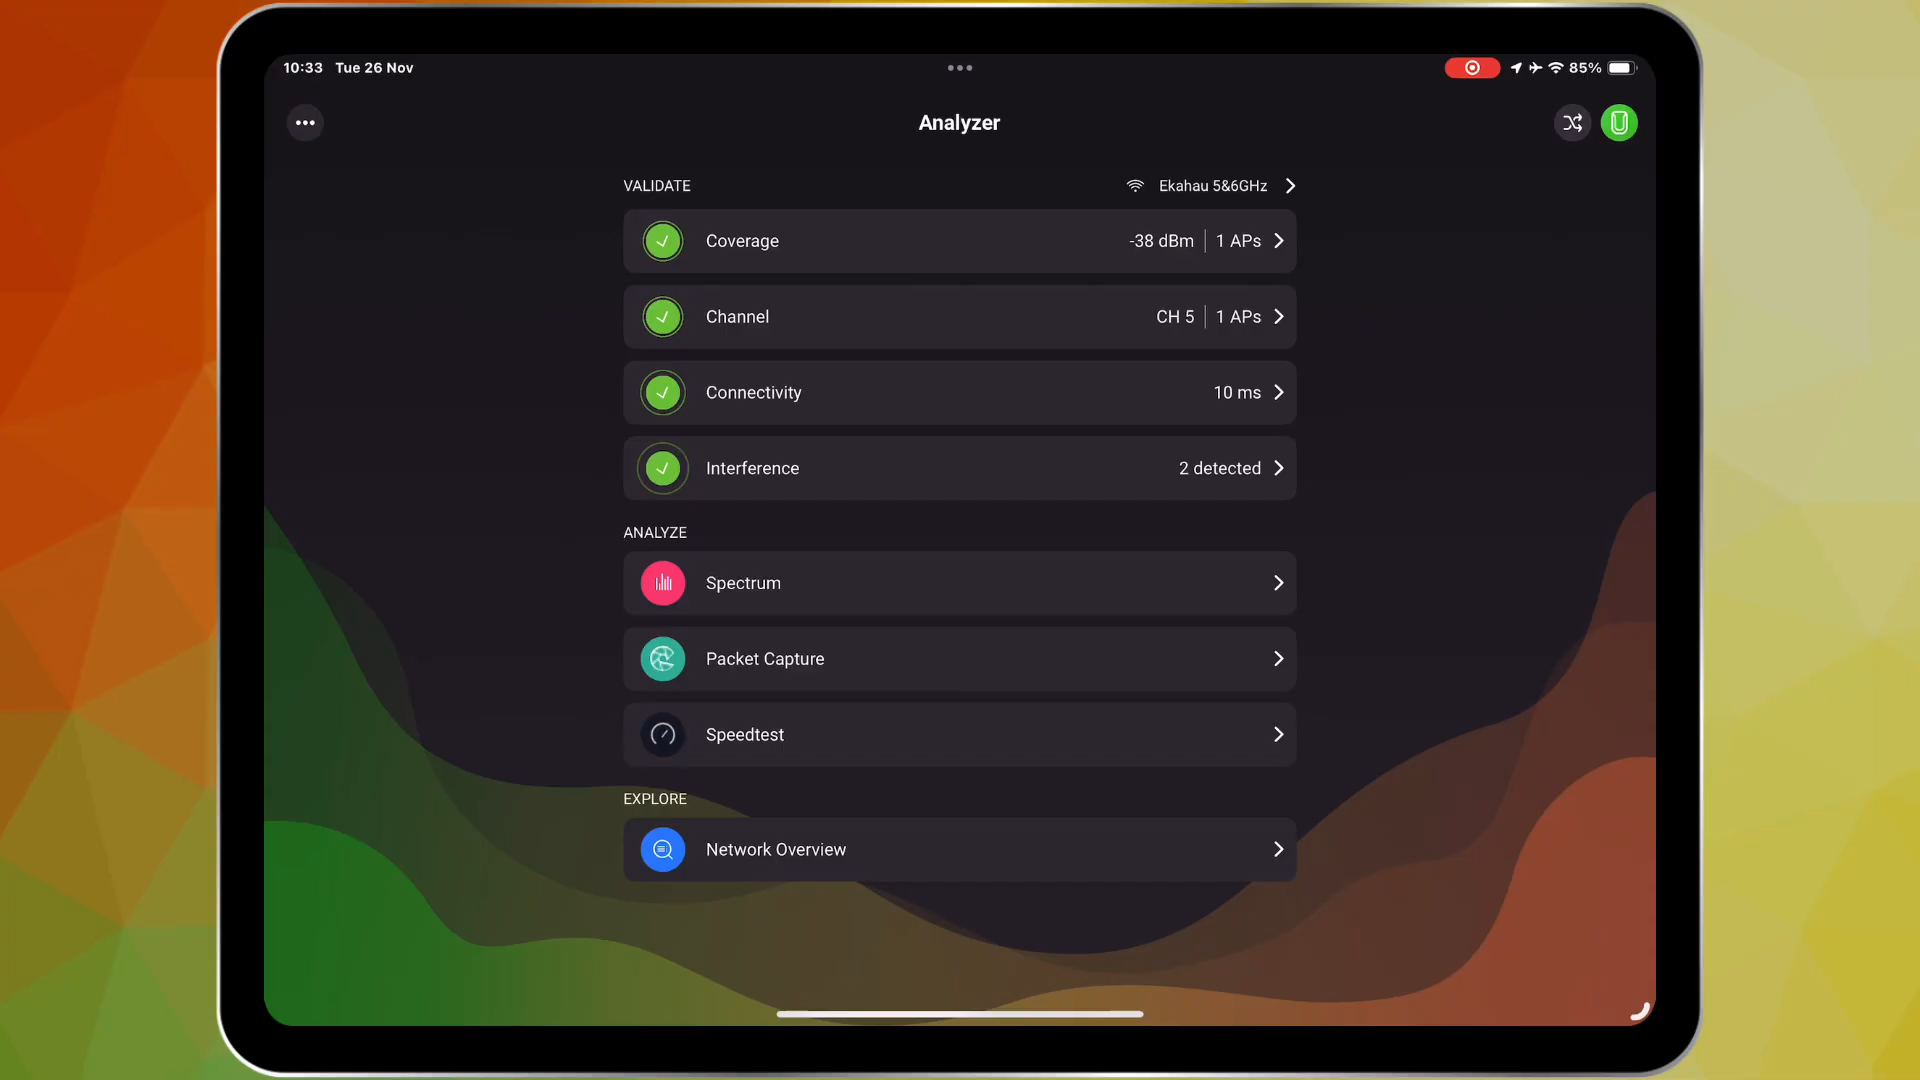 10:33 Tue 26 Nov
85%
Analyzer
VALIDATE
Ekahau 5&6GHz
Coverage
-38 dBm
1 APs
Channel
CH 5
1 APs
Connectivity
10 ms
Interference
2 detected
ANALYZE
Spectrum
Packet Capture
Speedtest
EXPLORE
Network Overview